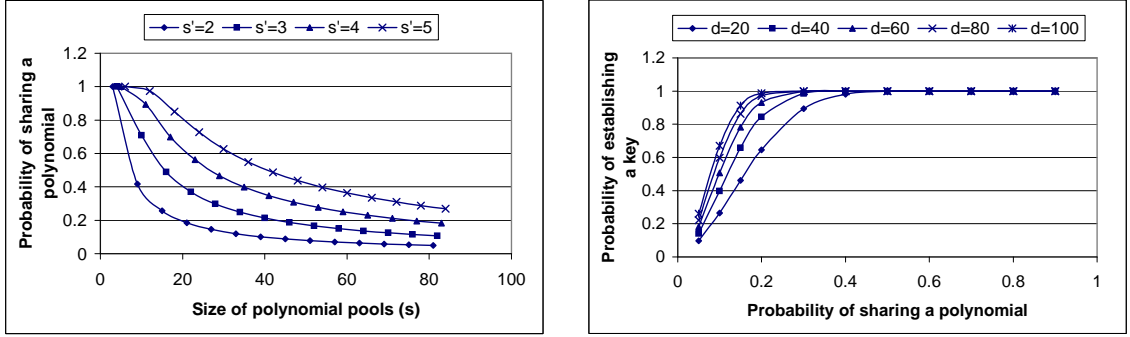 s'=2 s'=3 s'=4 s'=5
1.2
1
0.8
0.6
0.4
0.2
0
Probability of sharing a
polynomial
0 20 40 60 80 100
Size of polynomial pools (s)
d=20 d=40 d=60 d=80 d=100
1.2
1
0.8
0.6
0.4
0.2
0
Probability of establishing
a key
0 0.2 0.4 0.6 0.8 1
Probability of sharing a polynomial